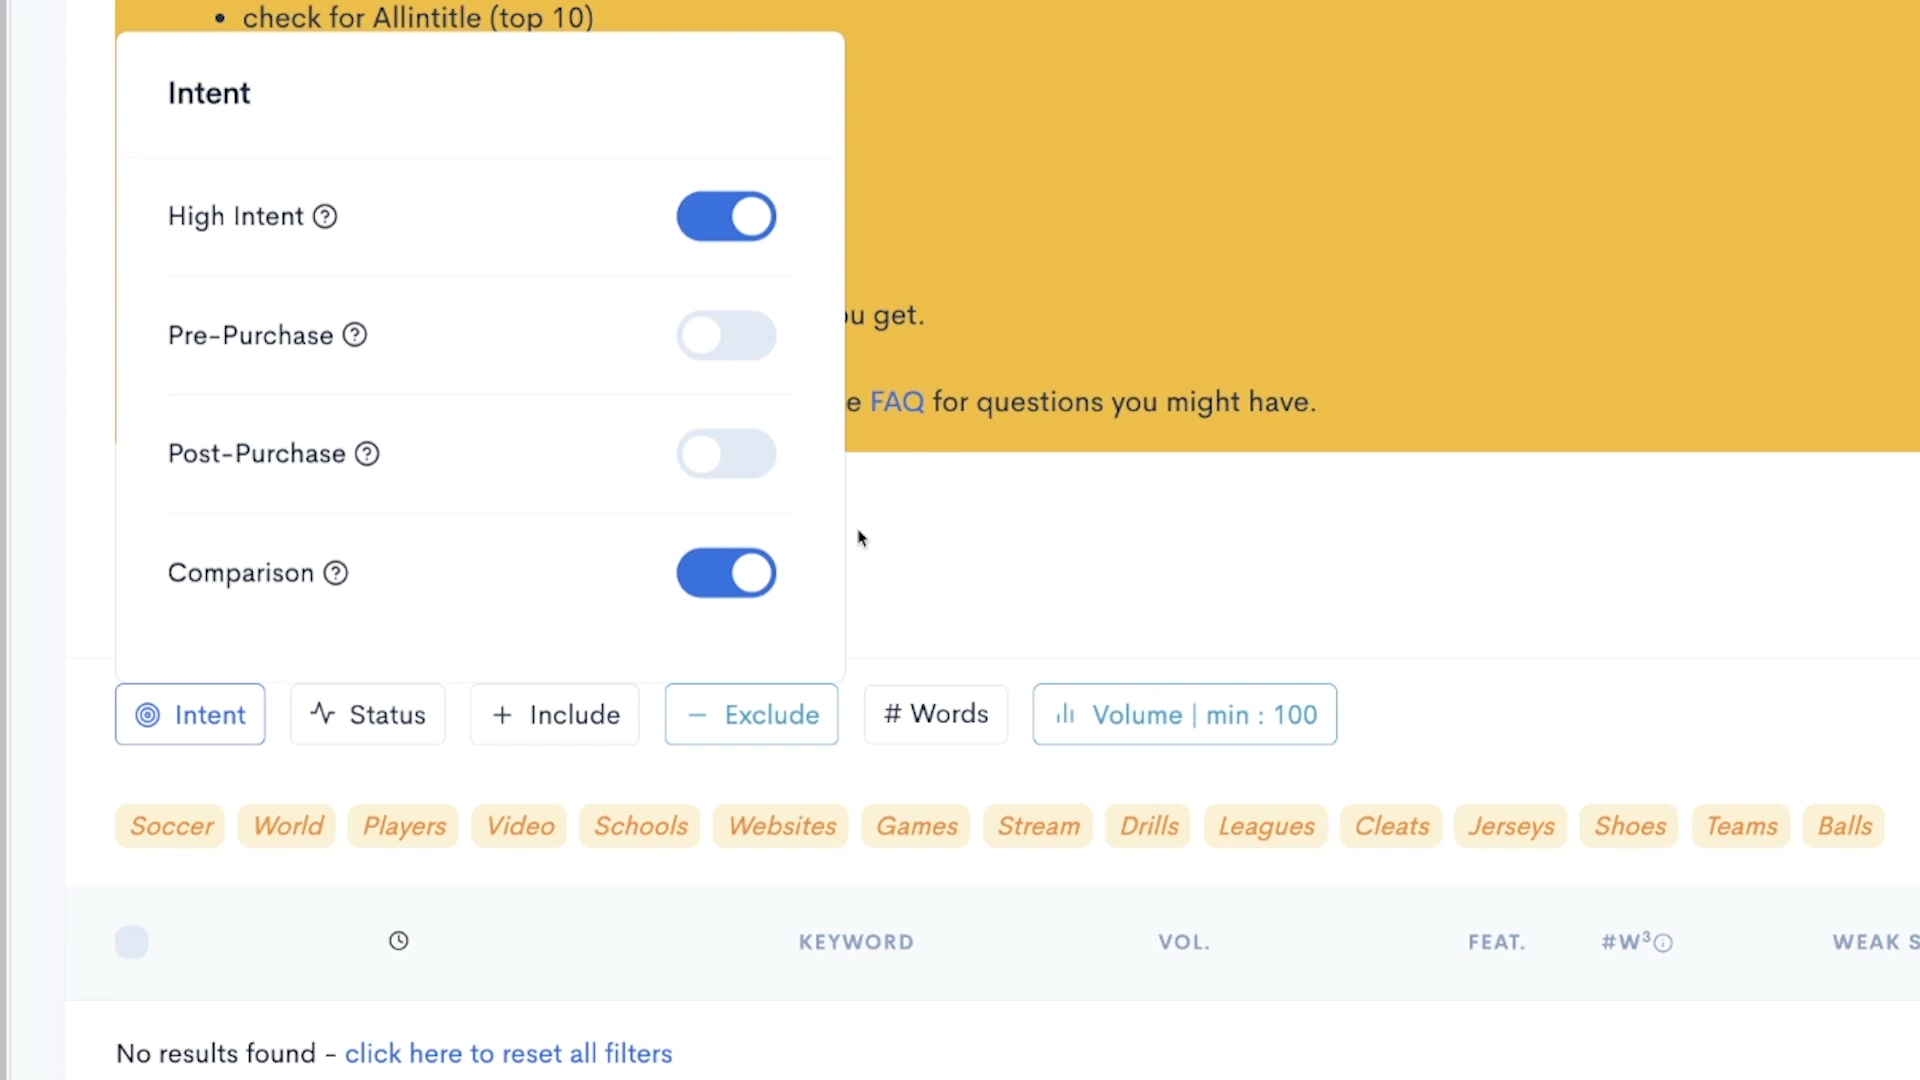 check for Allintitle (top 10)
Intent
High Intent
Pre-Purchase
ou get.
e FAQ for questions you might have.
Post-Purchase
Comparison
Intent Status + Include − Exclude # Words Volume | min : 100
Soccer World Players Video Schools Websites Games Stream Drills Leagues Cleats Jerseys Shoes Teams Balls
KEYWORD VOL. FEAT. #W³ WEAK S
No results found - click here to reset all filters